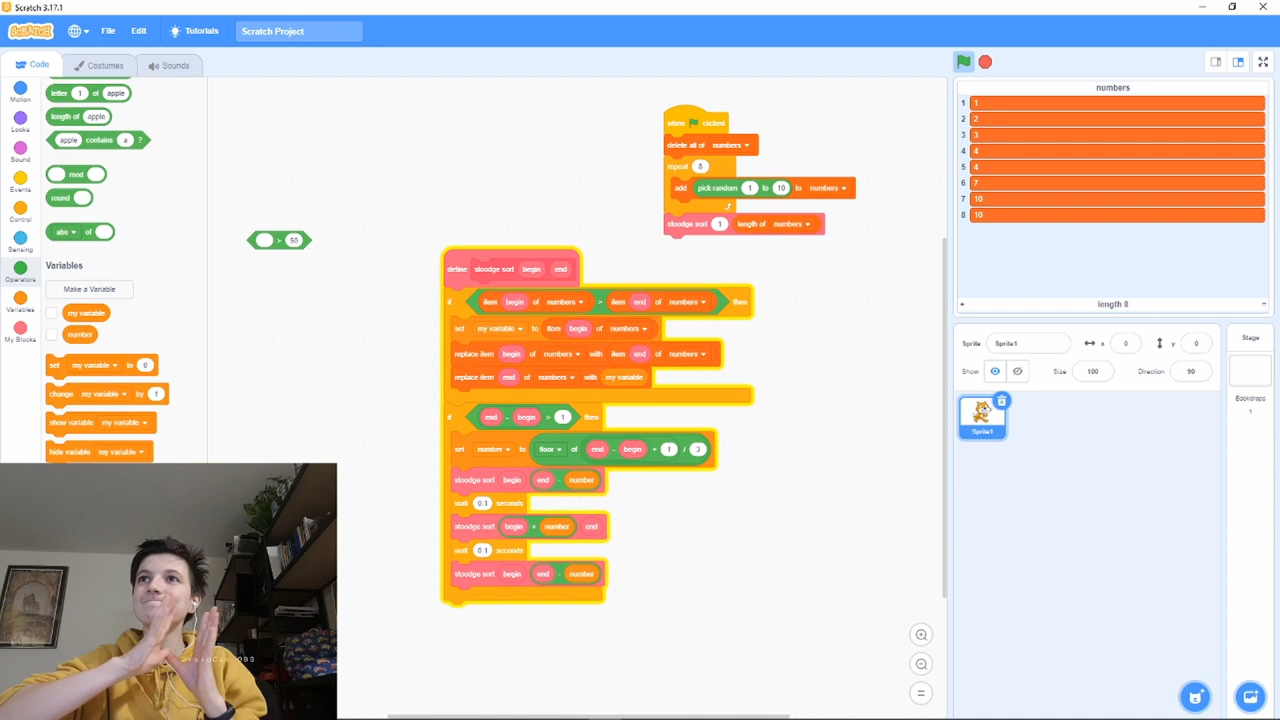 Scratch 3.17.1
SCRATCH File Edit Tutorials Scratch Project
Code Costumes Sounds
Motion
Looks
Sound
Events
Control
Sensing
Operators
Variables
My Blocks
letter 1 of apple
length of apple
apple contains a ?
mod
round
abs of
Variables
Make a Variable
my variable
number
set my variable to 0
change my variable by 1
show variable my variable
hide variable my variable
> 50
when clicked
delete all of numbers
repeat 8
add pick random 1 to 10 to numbers
stoodge sort 1 length of numbers
define stoodge sort begin end
if item begin of numbers > item end of numbers then
set my variable to item begin of numbers
replace item begin of numbers with item end of numbers
replace item end of numbers with my variable
if end - begin > 1 then
set number to floor of end - begin + 1 / 3
stoodge sort begin end - number
wait 0.1 seconds
stoodge sort begin + number end
wait 0.1 seconds
stoodge sort begin end - number
numbers
1 1
2 2
3 3
4 4
5 4
6 7
7 10
8 10
+ length 8 =
Sprite Sprite1 x 0 y 0
Show Size 100 Direction 90
Sprite1
Stage
Backdrops
1